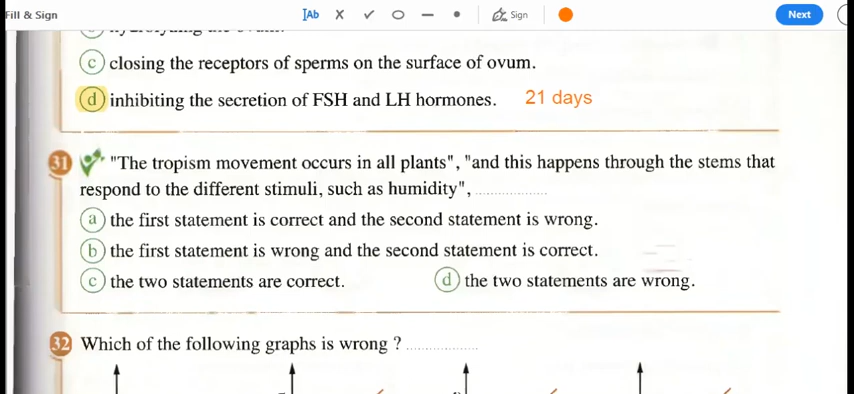 Fill & Sign Ab Sign Next
c closing the receptors of sperms on the surface of ovum.
d inhibiting the secretion of FSH and LH hormones. 21 days
31 "The tropism movement occurs in all plants", "and this happens through the stems that
respond to the different stimuli, such as humidity", ..................
a the first statement is correct and the second statement is wrong.
b the first statement is wrong and the second statement is correct.
c the two statements are correct. d the two statements are wrong.
32 Which of the following graphs is wrong ? ..................